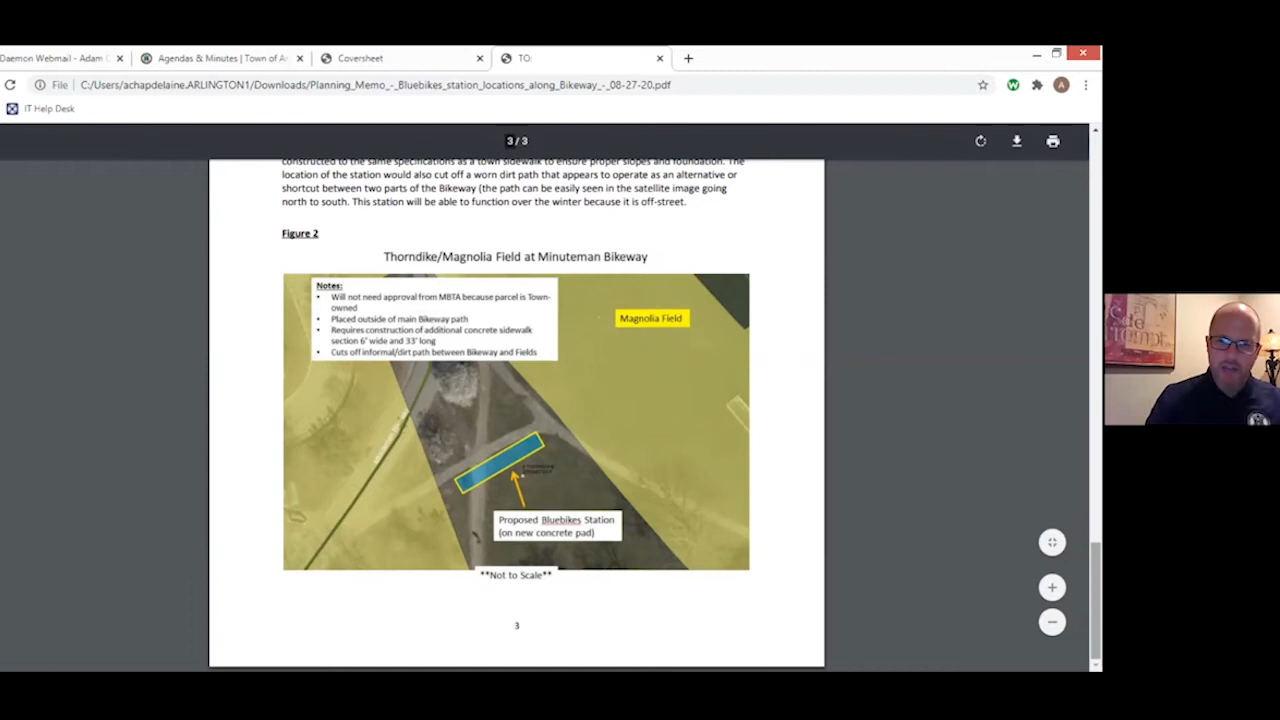 Daemon Webmail - Adam C
Agendas & Minutes | Town of A
Coversheet
TO:
File
C:/Users/achapdelaine.ARLINGTON1/Downloads/Planning_Memo_-_Bluebikes_station_locations_along_Bikeway_-_08-27-20.pdf
W
A
IT Help Desk
3 / 3
constructed to the same specifications as a town sidewalk to ensure proper slopes and foundation. The
location of the station would also cut off a worn dirt path that appears to operate as an alternative or
shortcut between two parts of the Bikeway (the path can be easily seen in the satellite image going
north to south. This station will be able to function over the winter because it is off-street.
Figure 2
Thorndike/Magnolia Field at Minuteman Bikeway
Notes:
• Will not need approval from MBTA because parcel is Town-
owned
• Placed outside of main Bikeway path
• Requires construction of additional concrete sidewalk
section 6' wide and 33' long
• Cuts off informal/dirt path between Bikeway and Fields
Magnolia Field
Proposed Bluebikes Station
(on new concrete pad)
**Not to Scale**
3